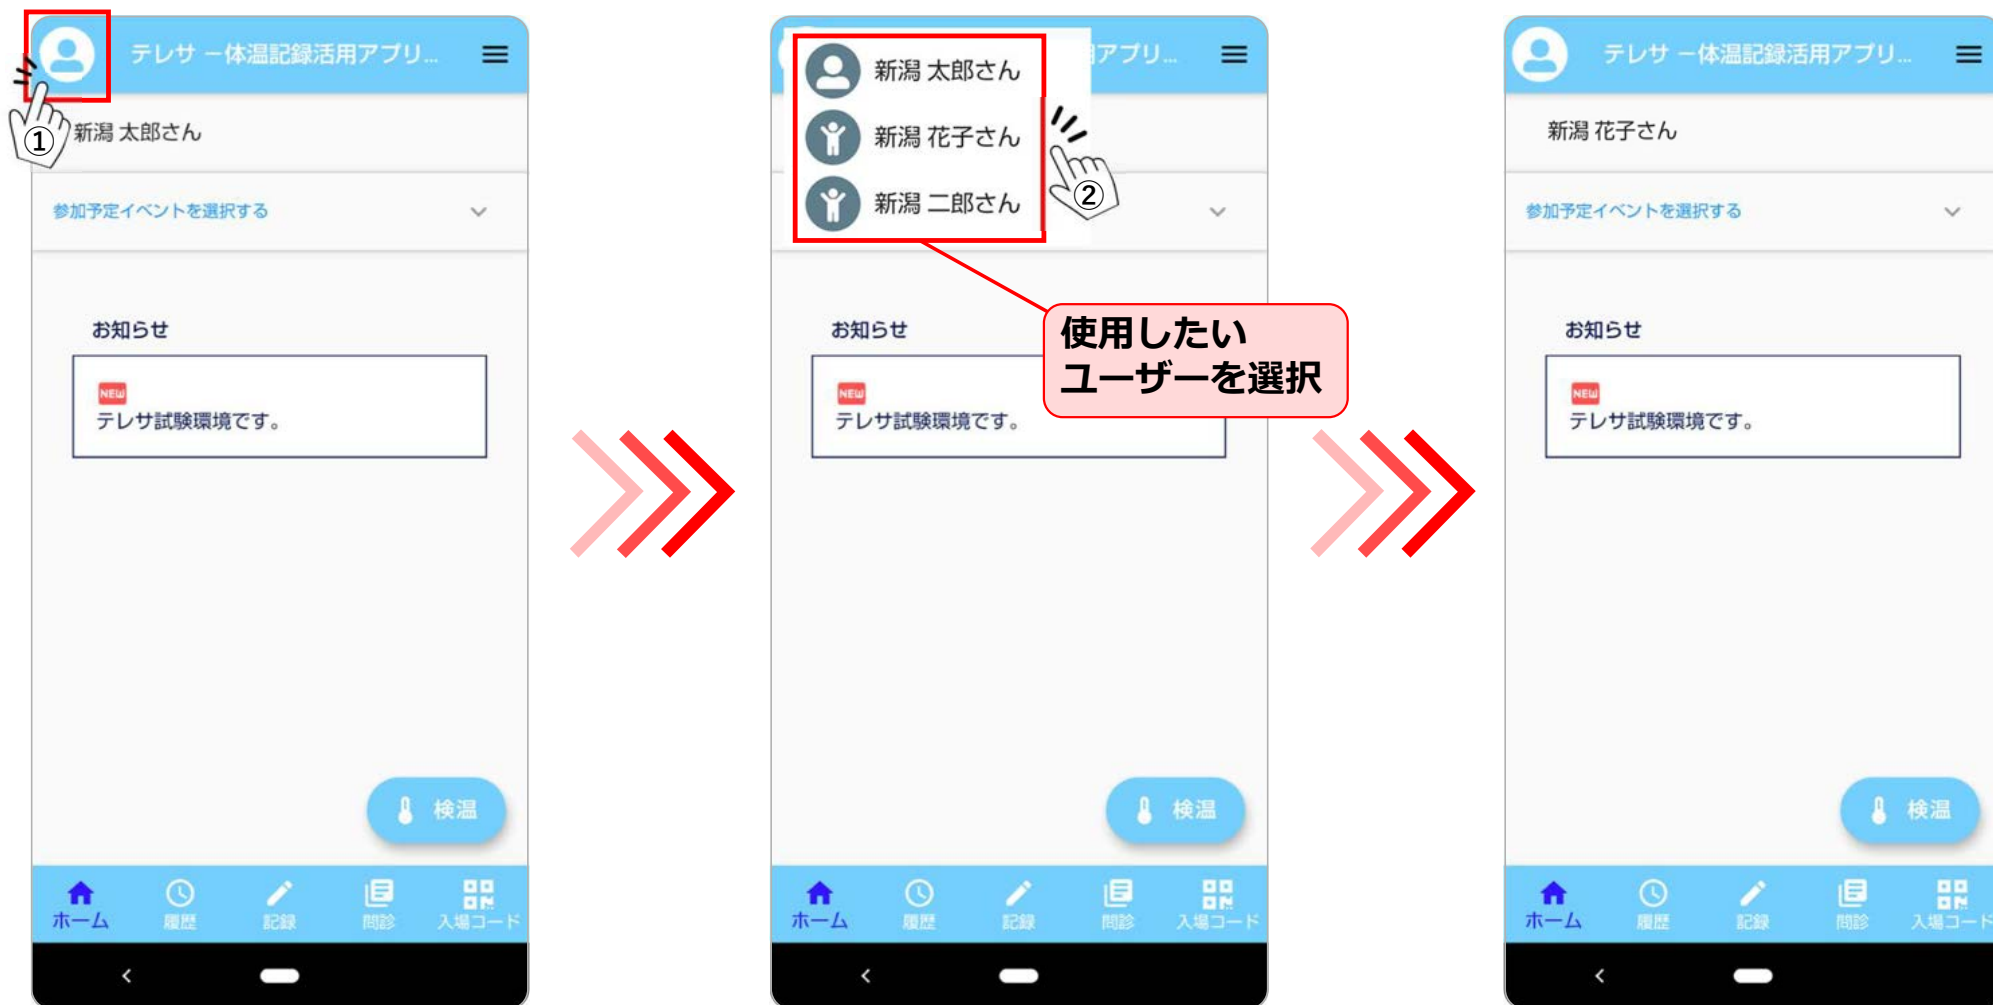 テレサ ー体温記録活用アプリ...
①
新潟 太郎さん
参加予定イベントを選択する
お知らせ
NEW
テレサ試験環境です。
検温
ホーム
履歴
記録
問診
入場コード
用アプリ...
新潟 太郎さん
新潟 花子さん
新潟 二郎さん
②
使用したい
ユーザーを選択
お知らせ
NEW
テレサ試験環境です。
検温
ホーム
履歴
記録
問診
入場コード
テレサ ー体温記録活用アプリ...
新潟 花子さん
参加予定イベントを選択する
お知らせ
NEW
テレサ試験環境です。
検温
ホーム
履歴
記録
問診
入場コード